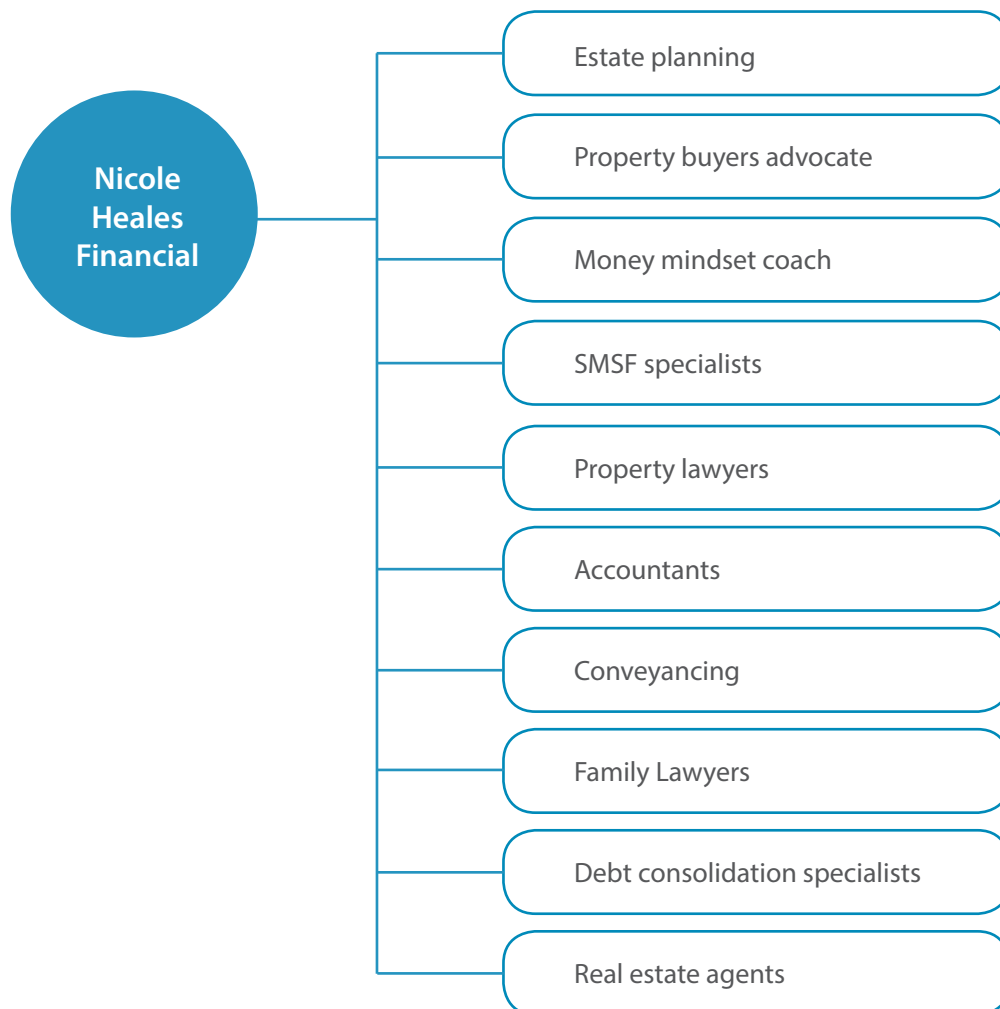 Nicole
Heales
Financial
Estate planning
Property buyers advocate
Money mindset coach
SMSF specialists
Property lawyers
Accountants
Conveyancing
Family Lawyers
Debt consolidation specialists
Real estate agents